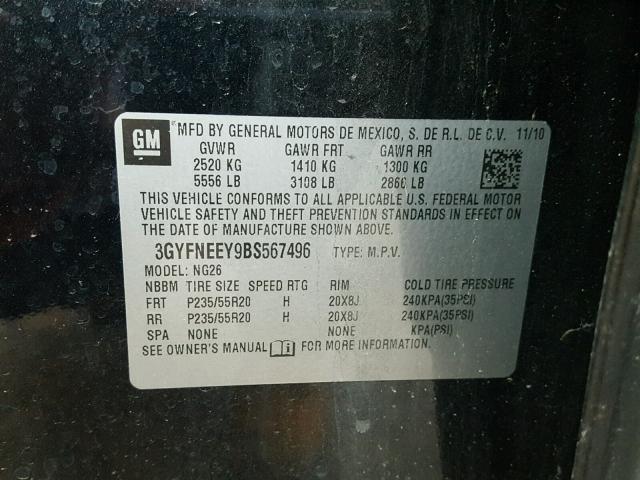 GM MFD BY GENERAL MOTORS DE MEXICO, S. DE R.L. DE C.V. 11/10
GVWR GAWR FRT GAWR RR
2520 KG 1410 KG 1300 KG
5556 LB 3108 LB 2866 LB
THIS VEHICLE CONFORMS TO ALL APPLICABLE U.S. FEDERAL MOTOR
VEHICLE SAFETY AND THEFT PREVENTION STANDARDS IN EFFECT ON
THE DATE OF MANUFACTURE SHOWN ABOVE.
3GYFNEEY9BS567496 TYPE: M.P.V.
MODEL: NG26
NBBM TIRE SIZE SPEED RTG RIM COLD TIRE PRESSURE
FRT P235/55R20 H 20X8J 240KPA(35PSI)
RR P235/55R20 H 20X8J 240KPA(35PSI)
SPA NONE NONE KPA(PSI)
SEE OWNER'S MANUAL FOR MORE INFORMATION.